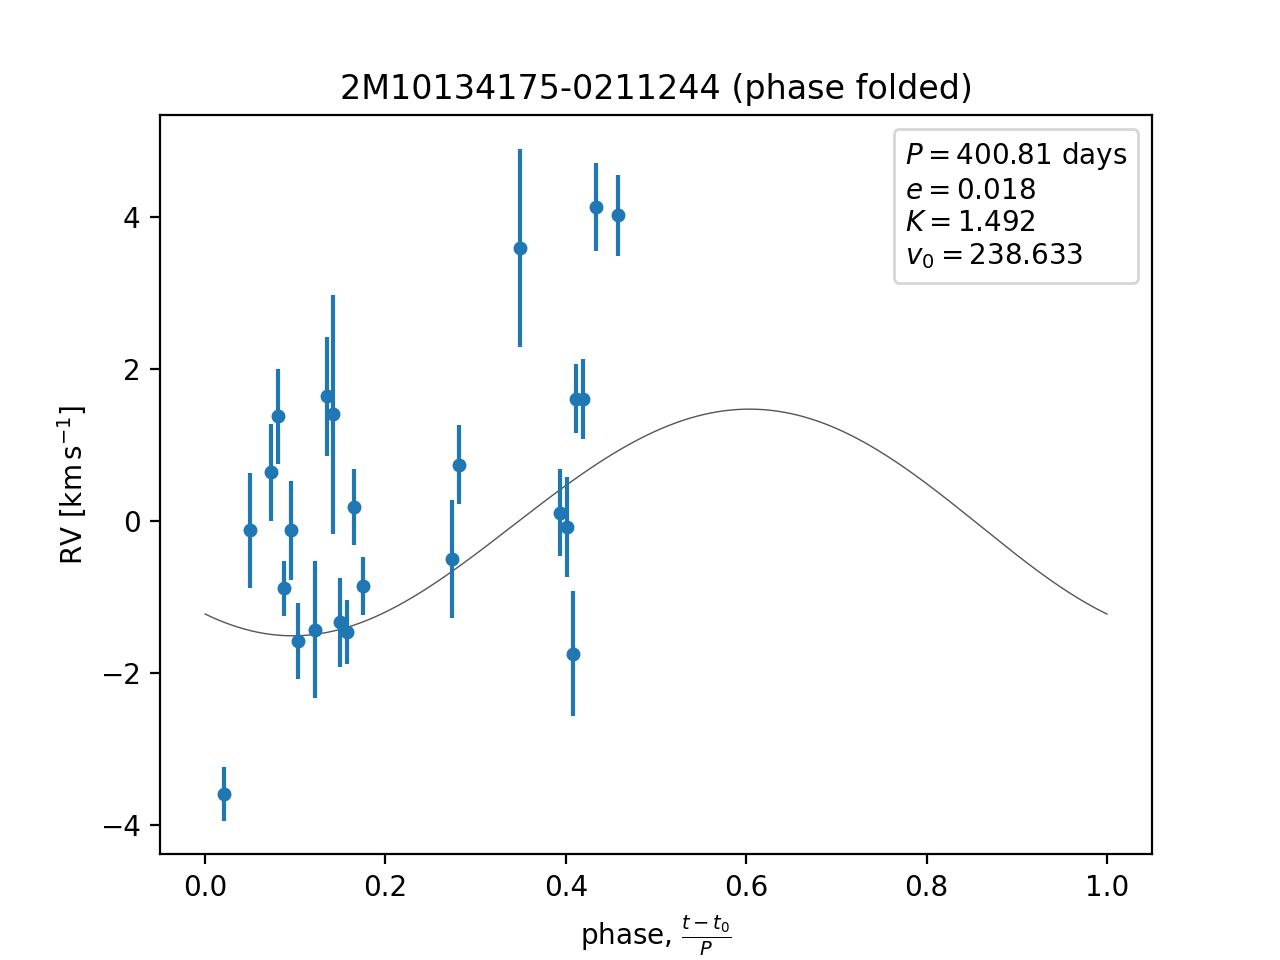 2M10134175-0211244 (phase folded)
P = 400.81 days
e = 0.018
K = 1.492
v₀ = 238.633
RV [km s⁻¹]
4
2
0
−2
−4
0.0 0.2 0.4 0.6 0.8 1.0
phase, (t − t₀)/P